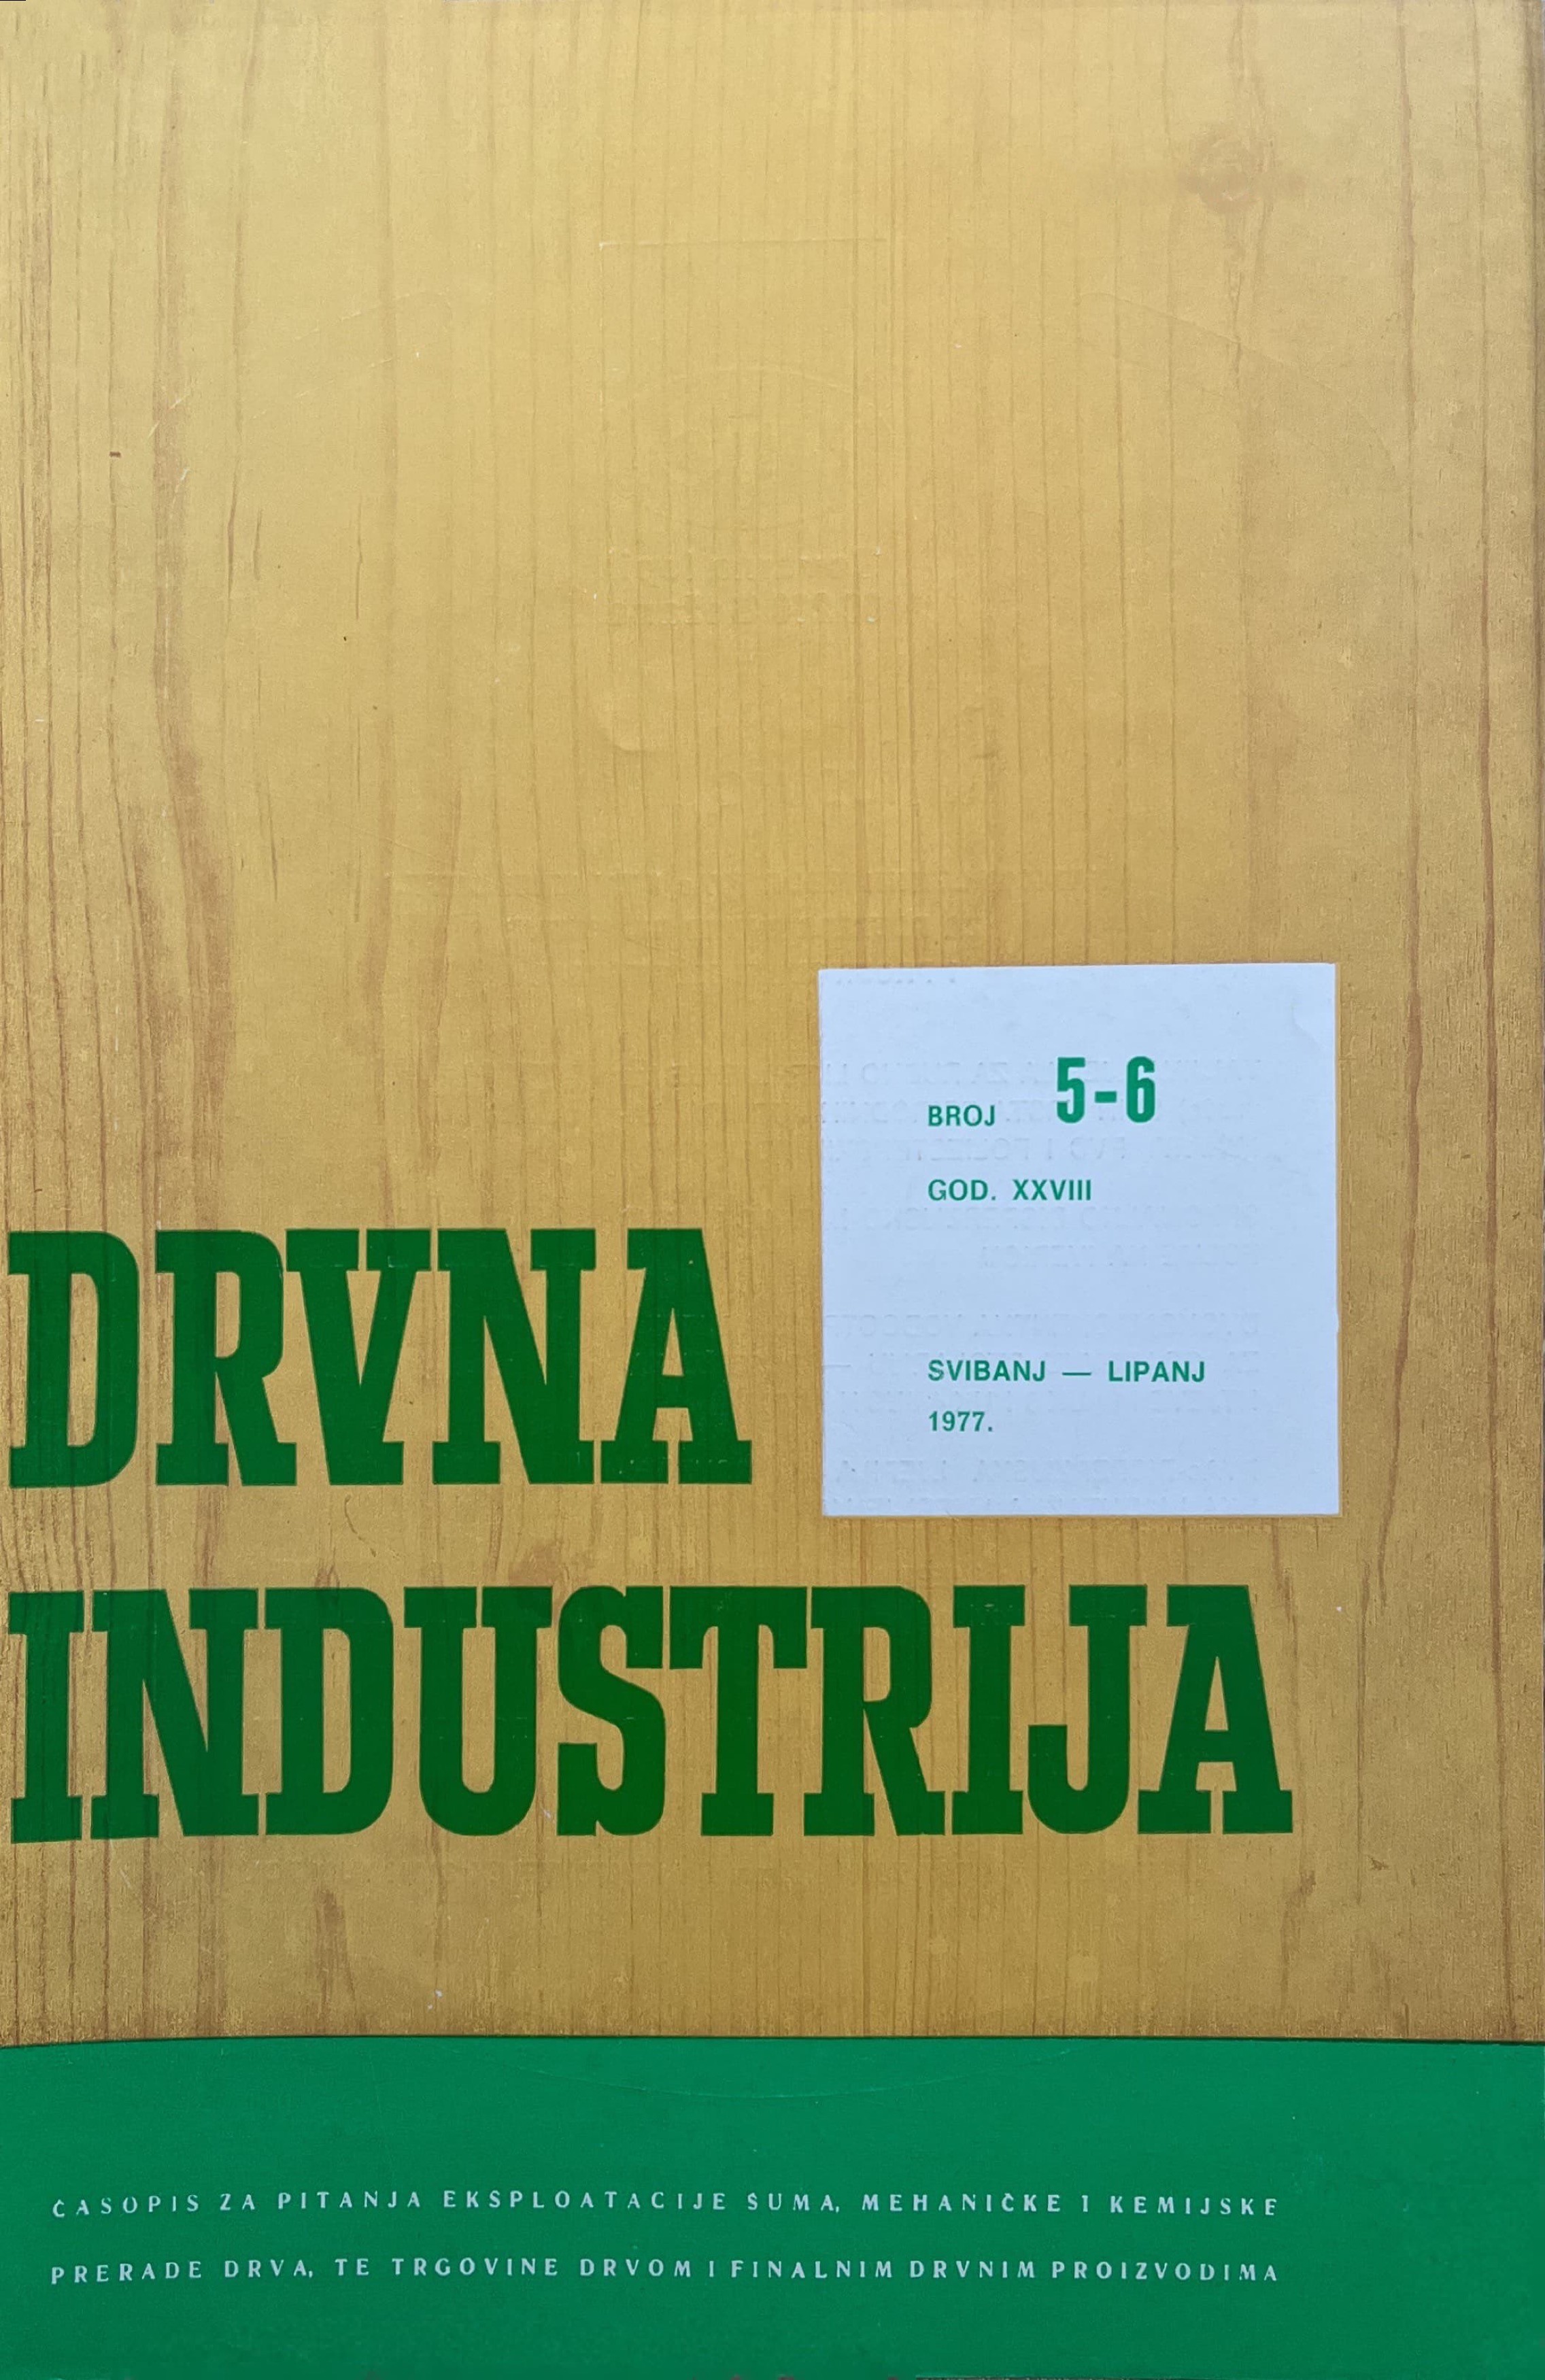 BROJ 5-6
GOD. XXVIII
SVIBANJ — LIPANJ
1977.
DRVNA
INDUSTRIJA
ČASOPIS ZA PITANJA EKSPLOATACIJE ŠUMA, MEHANIČKE I KEMIJSKE
PRERADE DRVA, TE TRGOVINE DRVOM I FINALNIM DRVNIM PROIZVODIMA